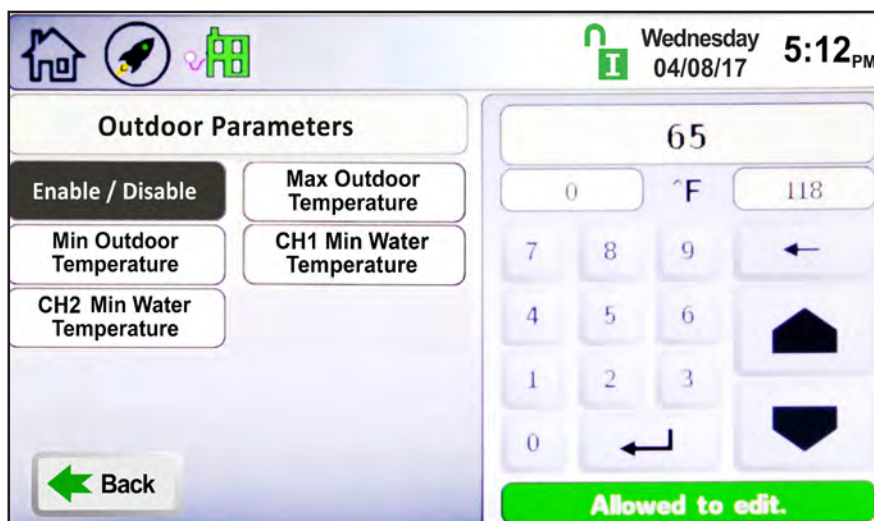 I
Wednesday
04/08/17
5:12 PM
Outdoor Parameters
Enable / Disable
Max Outdoor
Temperature
Min Outdoor
Temperature
CH1 Min Water
Temperature
CH2 Min Water
Temperature
Back
65
0 °F 118
7 8 9
4 5 6
1 2 3
0
Allowed to edit.